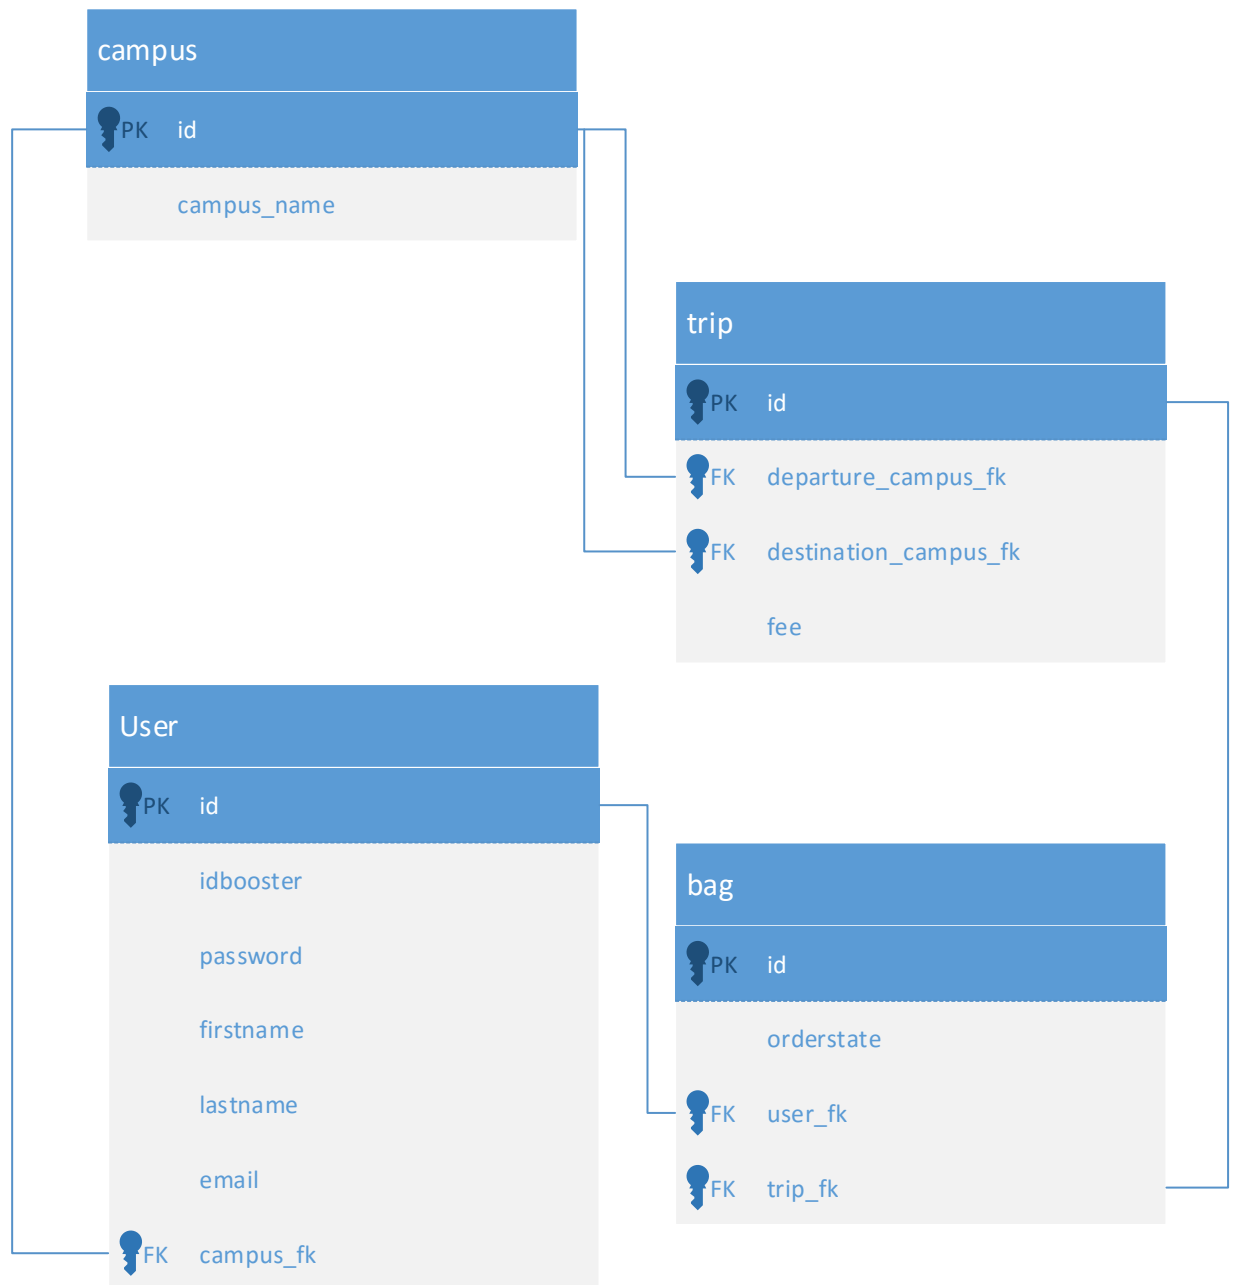 campus
PK id
campus_name
trip
PK id
FK departure_campus_fk
FK destination_campus_fk
fee
User
PK id
idbooster
password
firstname
lastname
email
FK campus_fk
bag
PK id
orderstate
FK user_fk
FK trip_fk